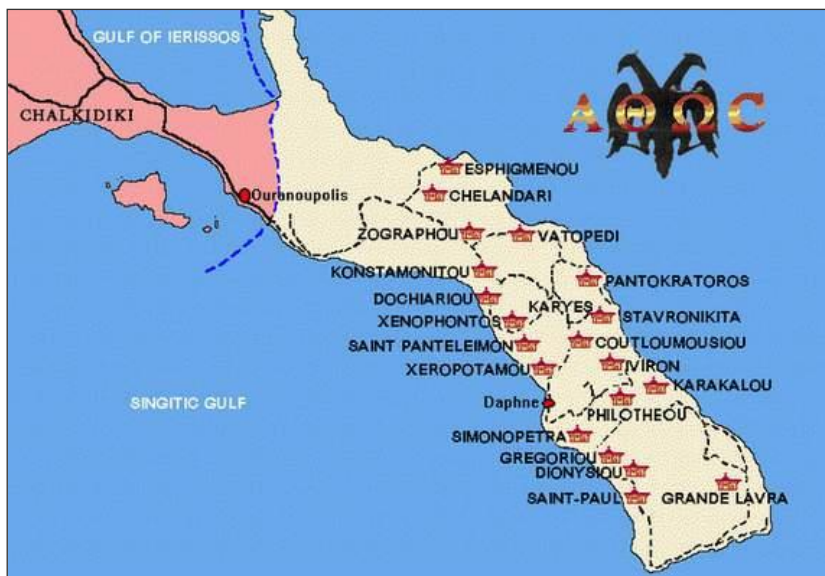 GULF OF IERISSOS
CHALKIDIKI
ΑΘΩC
ESPHIGMENOU
Ouranoupolis
CHELANDARI
ZOGRAPHOU
VATOPEDI
KONSTAMONITOU
PANTOKRATOROS
DOCHIARIOU
KARYES
XENOPHONTOS
STAVRONIKITA
SAINT PANTELEIMON
COUTLOUMOUSIOU
XEROPOTAMOU
IVIRON
KARAKALOU
SINGITIC GULF
Daphne
PHILOTHEOU
SIMONOPETRA
GREGORIOU
DIONYSIOU
SAINT-PAUL
GRANDE LAVRA